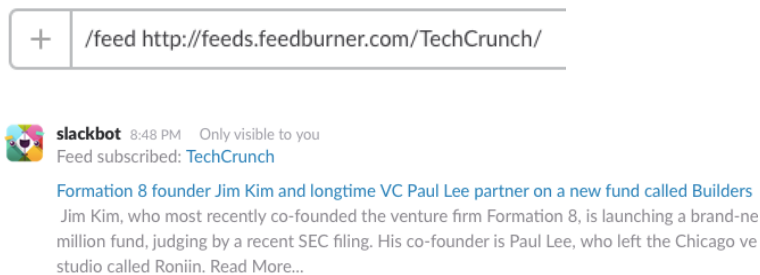 /feed http://feeds.feedburner.com/TechCrunch/
slackbot 8:48 PM Only visible to you
Feed subscribed: TechCrunch
Formation 8 founder Jim Kim and longtime VC Paul Lee partner on a new fund called Builders
Jim Kim, who most recently co-founded the venture firm Formation 8, is launching a brand-ne
million fund, judging by a recent SEC filing. His co-founder is Paul Lee, who left the Chicago ve
studio called Roniin. Read More...